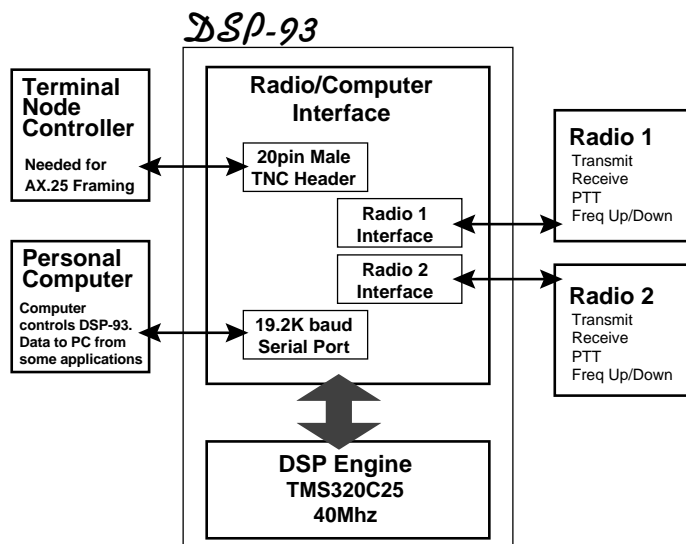 DSP-93
Terminal
Node
Controller
Needed for
AX.25 Framing
Personal
Computer
Computer
controls DSP-93.
Data to PC from
some applications
Radio/Computer
Interface
20pin Male
TNC Header
Radio 1
Interface
Radio 2
Interface
19.2K baud
Serial Port
DSP Engine
TMS320C25
40Mhz
Radio 1
Transmit
Receive
PTT
Freq Up/Down
Radio 2
Transmit
Receive
PTT
Freq Up/Down